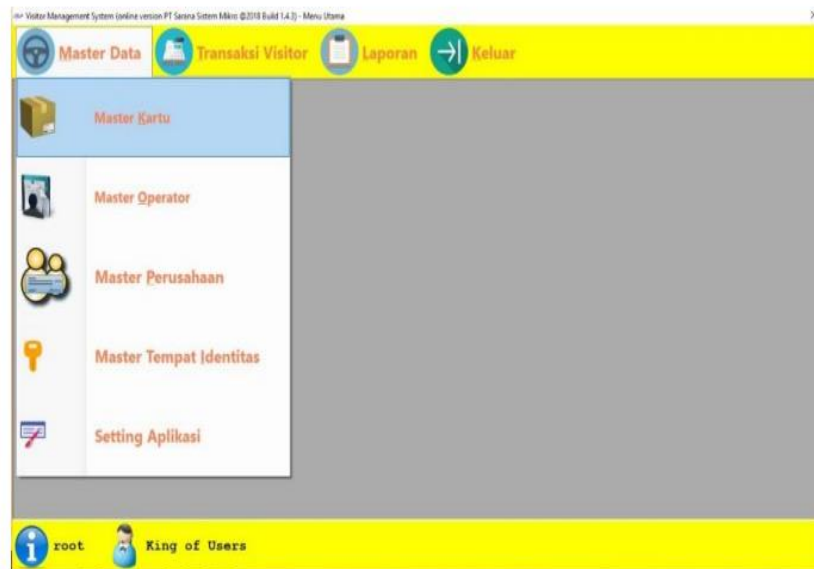 Visitor Management System (online version PT Sarana Sistem Mikro @2018 Build 1.4.3) - Menu Utama
Master Data Transaksi Visitor Laporan Keluar
Master Kartu
Master Operator
Master Perusahaan
Master Tempat Identitas
Setting Aplikasi
root King of Users